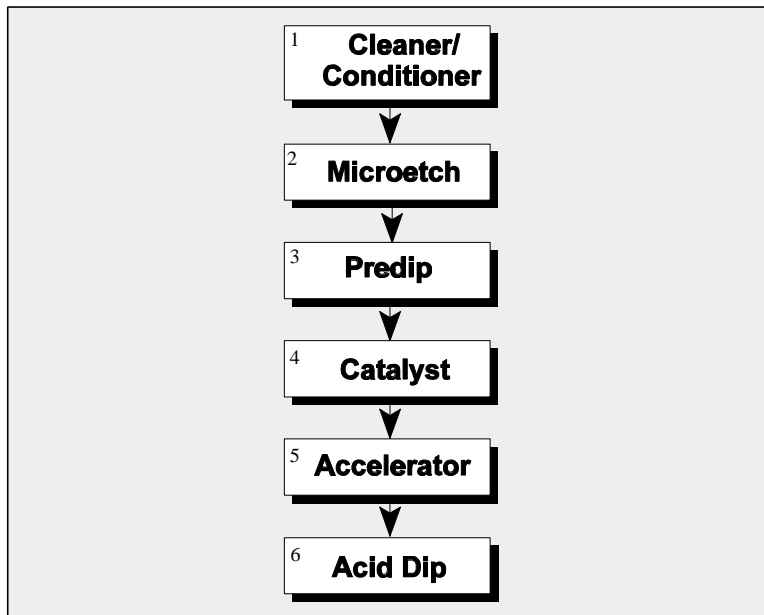 1
Cleaner/
Conditioner
2
Microetch
3
Predip
4
Catalyst
5
Accelerator
6
Acid Dip